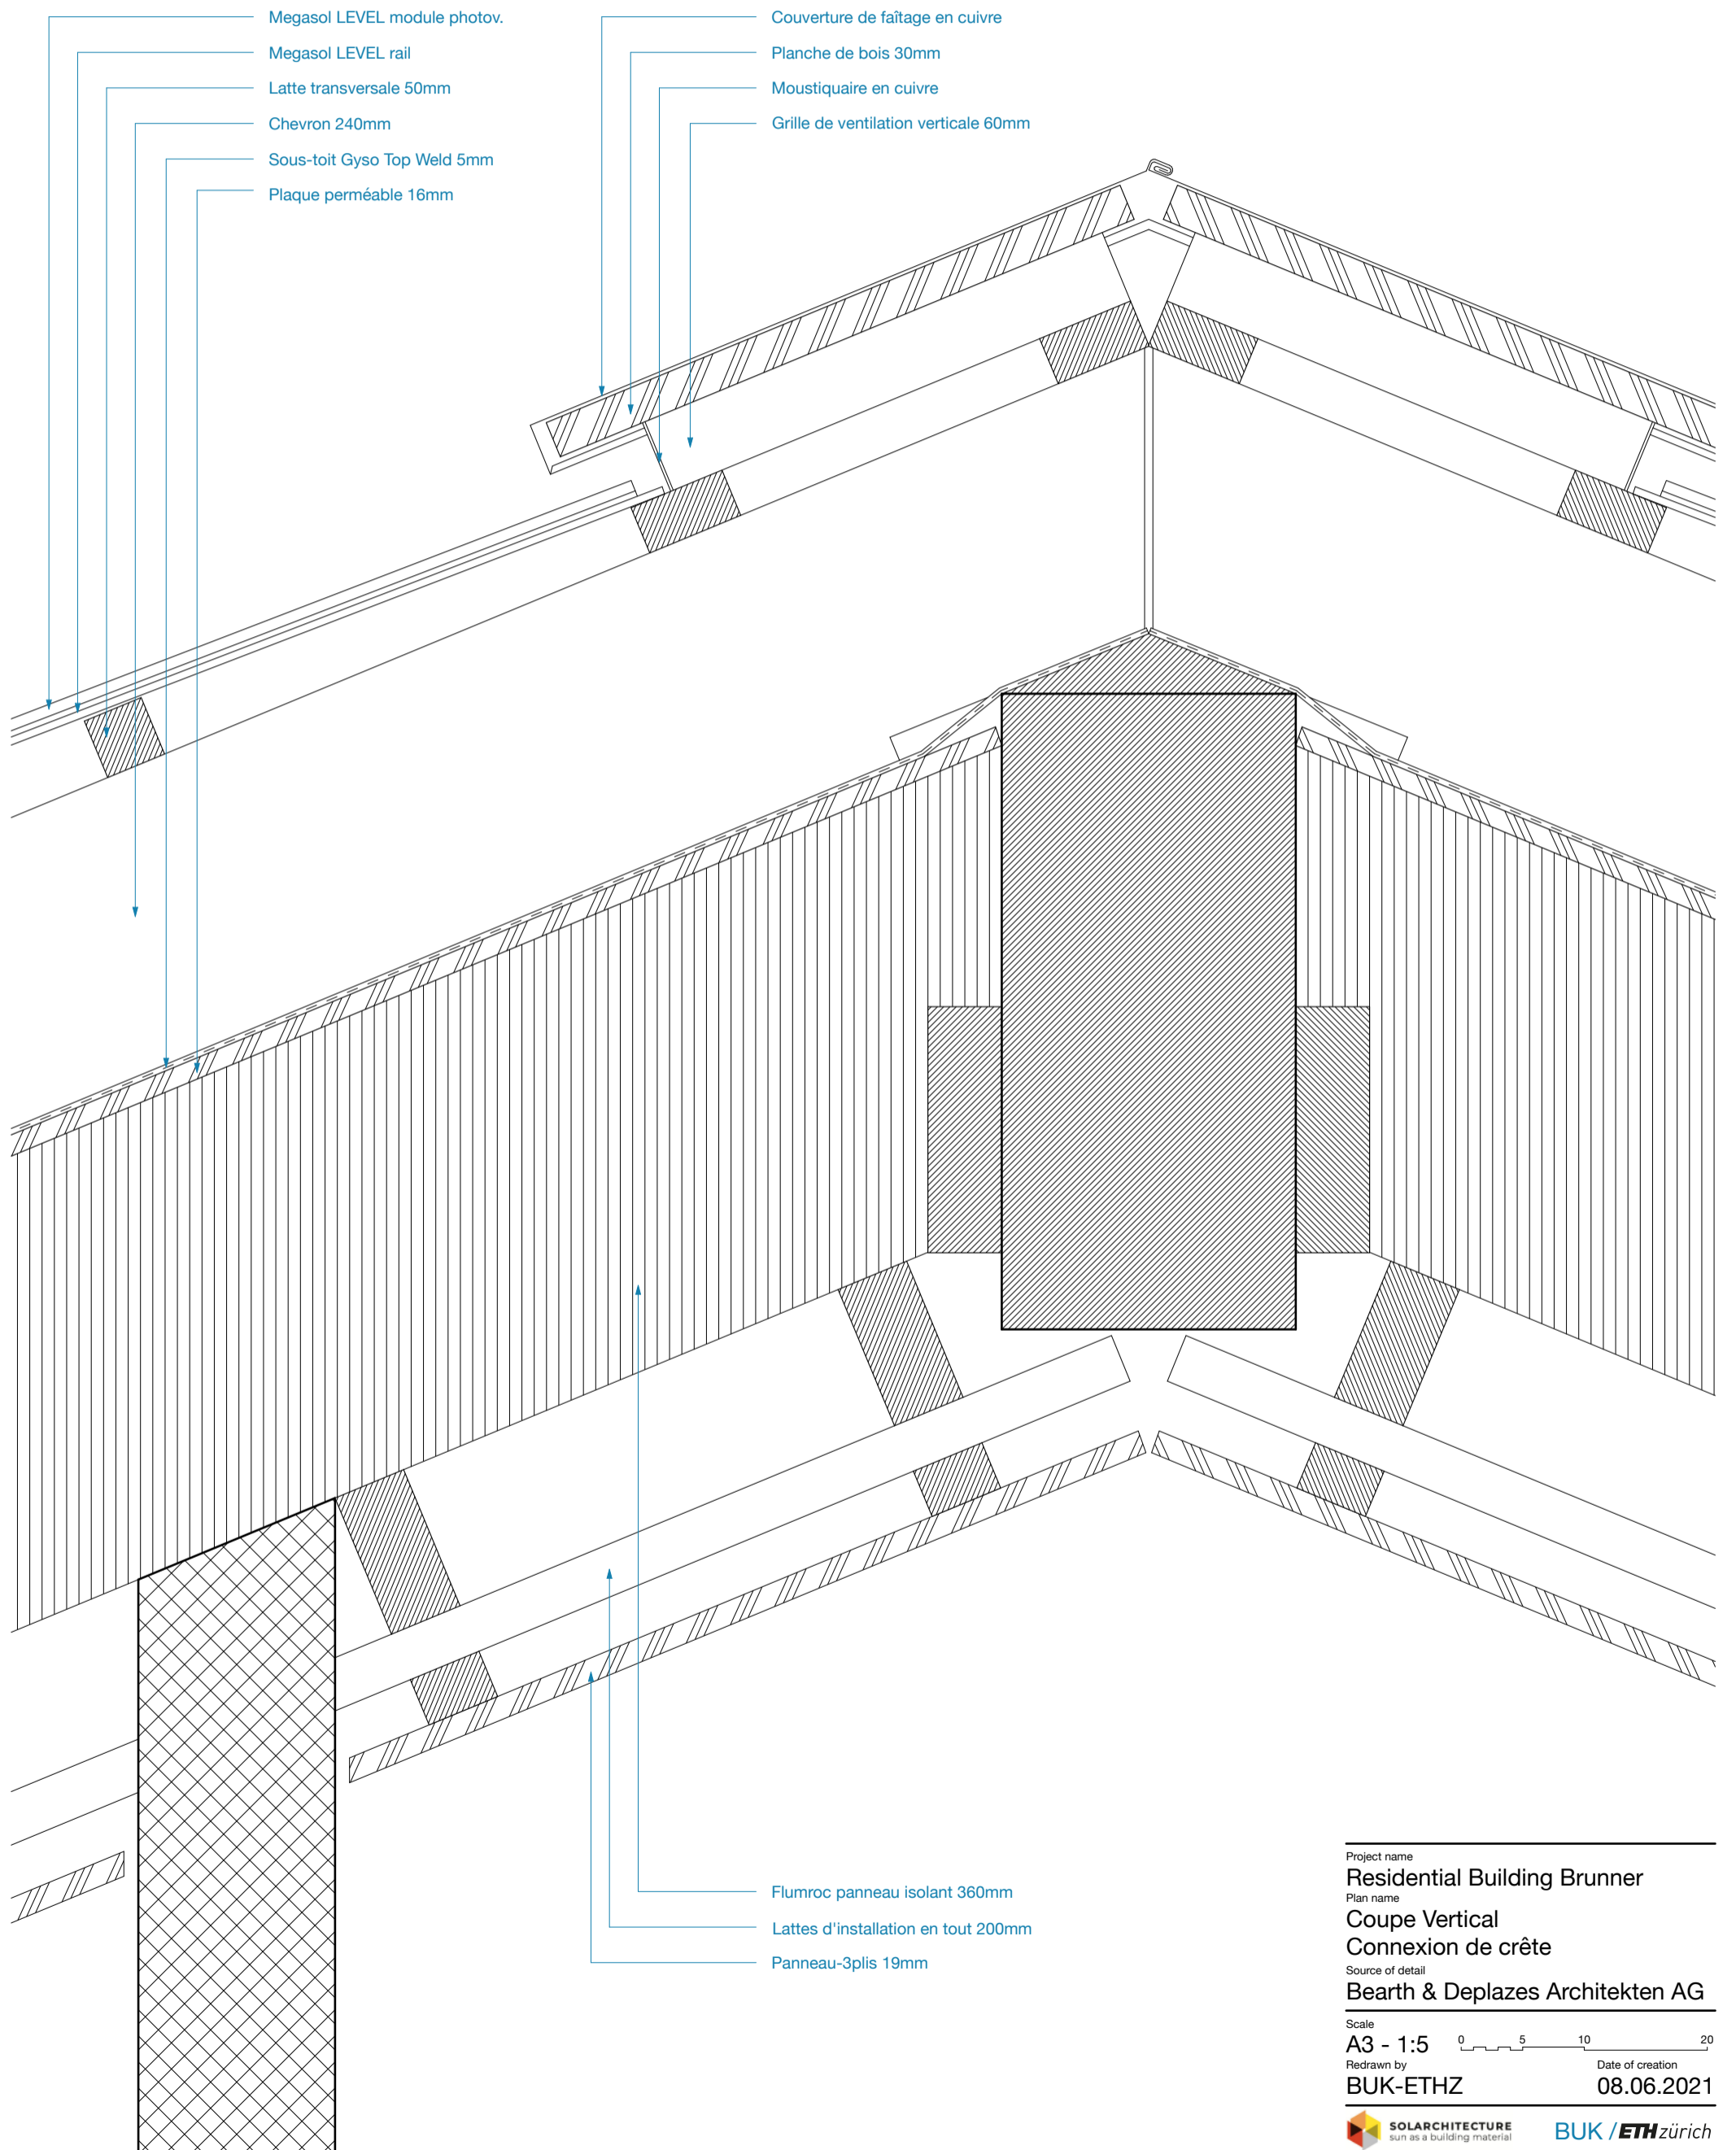 Megasol LEVEL module photov.
Megasol LEVEL rail
Latte transversale 50mm
Chevron 240mm
Sous-toit Gyso Top Weld 5mm
Plaque perméable 16mm
Couverture de faîtage en cuivre
Planche de bois 30mm
Moustiquaire en cuivre
Grille de ventilation verticale 60mm
Flumroc panneau isolant 360mm
Lattes d'installation en tout 200mm
Panneau-3plis 19mm
Project name
Residential Building Brunner
Plan name
Coupe Vertical
Connexion de crête
Source of detail
Bearth & Deplazes Architekten AG
Scale
A3 - 1:5
0 5 10 20
Redrawn by
BUK-ETHZ
Date of creation
08.06.2021
SOLARCHITECTURE
sun as a building material
BUK / ETH zürich